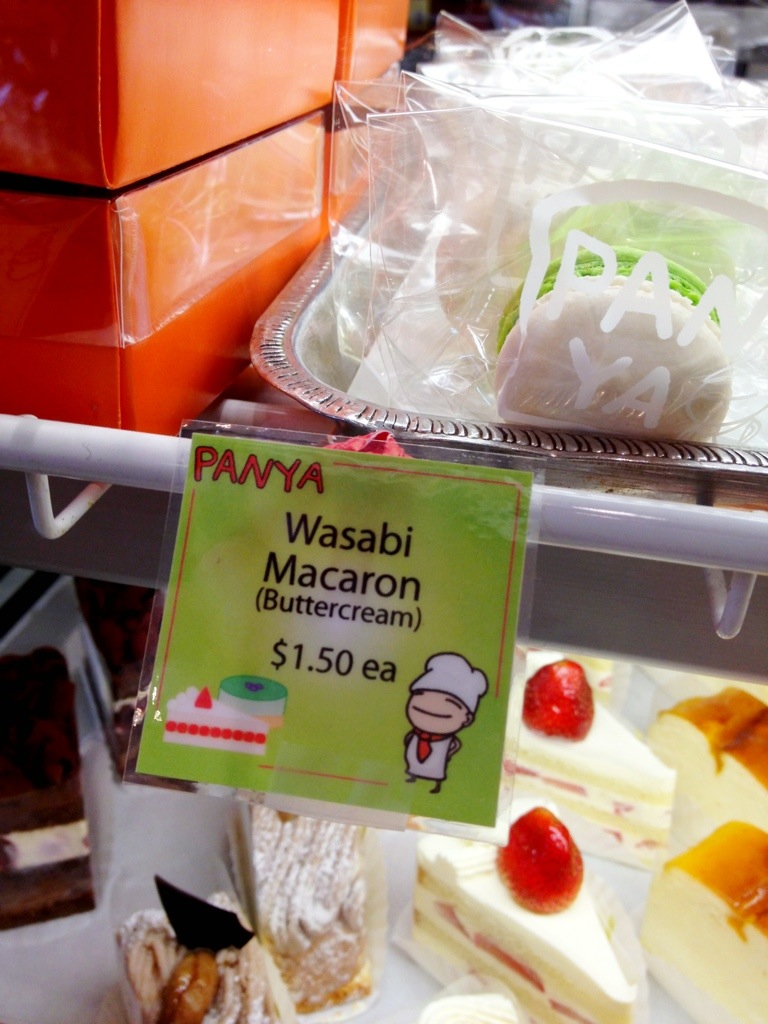 PAN
YA
PANYA
Wasabi
Macaron
(Buttercream)
$1.50 ea